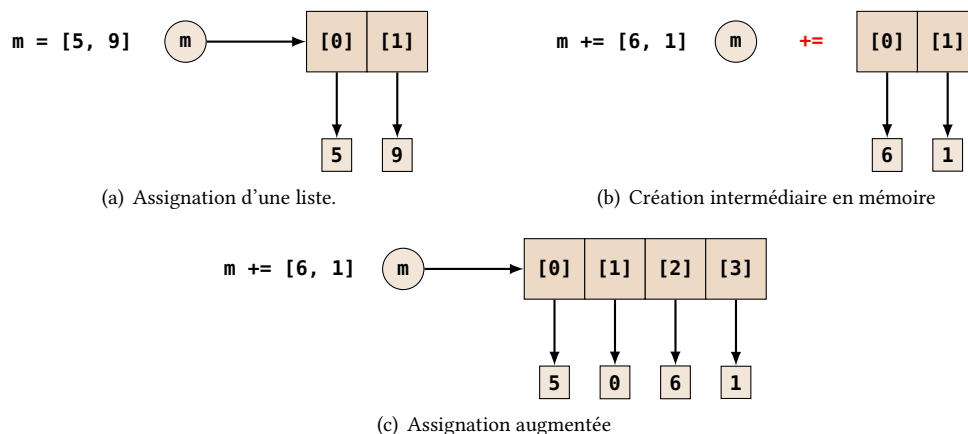 m = [5, 9] m [0] [1]
5 9
(a) Assignation d'une liste.
m += [6, 1] m += [0] [1]
6 1
(b) Création intermédiaire en mémoire
m += [6, 1] m [0] [1] [2] [3]
5 0 6 1
(c) Assignation augmentée